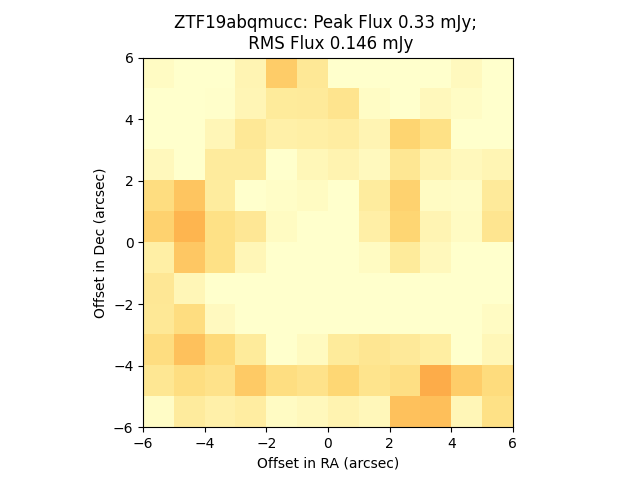 ZTF19abqmucc: Peak Flux 0.33 mJy;
RMS Flux 0.146 mJy
6
4
2
0
−2
−4
−6
Offset in Dec (arcsec)
−6 −4 −2 0 2 4 6
Offset in RA (arcsec)